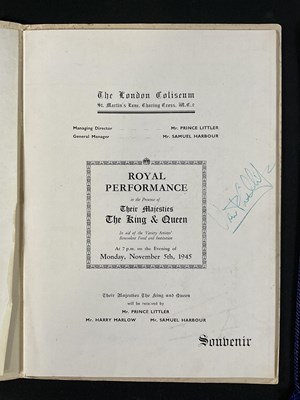 The London Coliseum
St. Martin's Lane, Charing Cross, W.C.2
Managing Director Mr. PRINCE LITTLER
General Manager Mr. SAMUEL HARBOUR
ROYAL
PERFORMANCE
in the Presence of
Their Majesties
The King & Queen
In aid of the Variety Artistes'
Benevolent Fund and Institution
At 7 p.m. on the Evening of
Monday, November 5th, 1945
Their Majesties The King and Queen
will be received by
Mr. PRINCE LITTLER
Mr. HARRY MARLOW Mr. SAMUEL HARBOUR
Souvenir